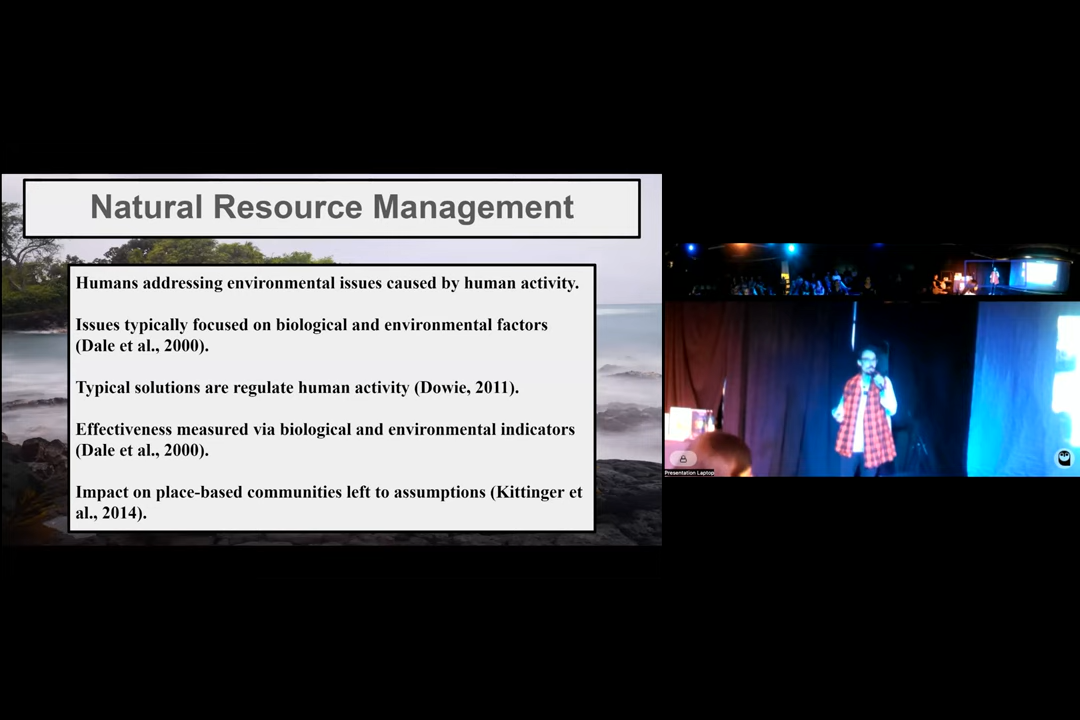 Natural Resource Management
Humans addressing environmental issues caused by human activity.
Issues typically focused on biological and environmental factors
(Dale et al., 2000).
Typical solutions are regulate human activity (Dowie, 2011).
Effectiveness measured via biological and environmental indicators
(Dale et al., 2000).
Impact on place-based communities left to assumptions (Kittinger et
al., 2014).
Presentation Laptop